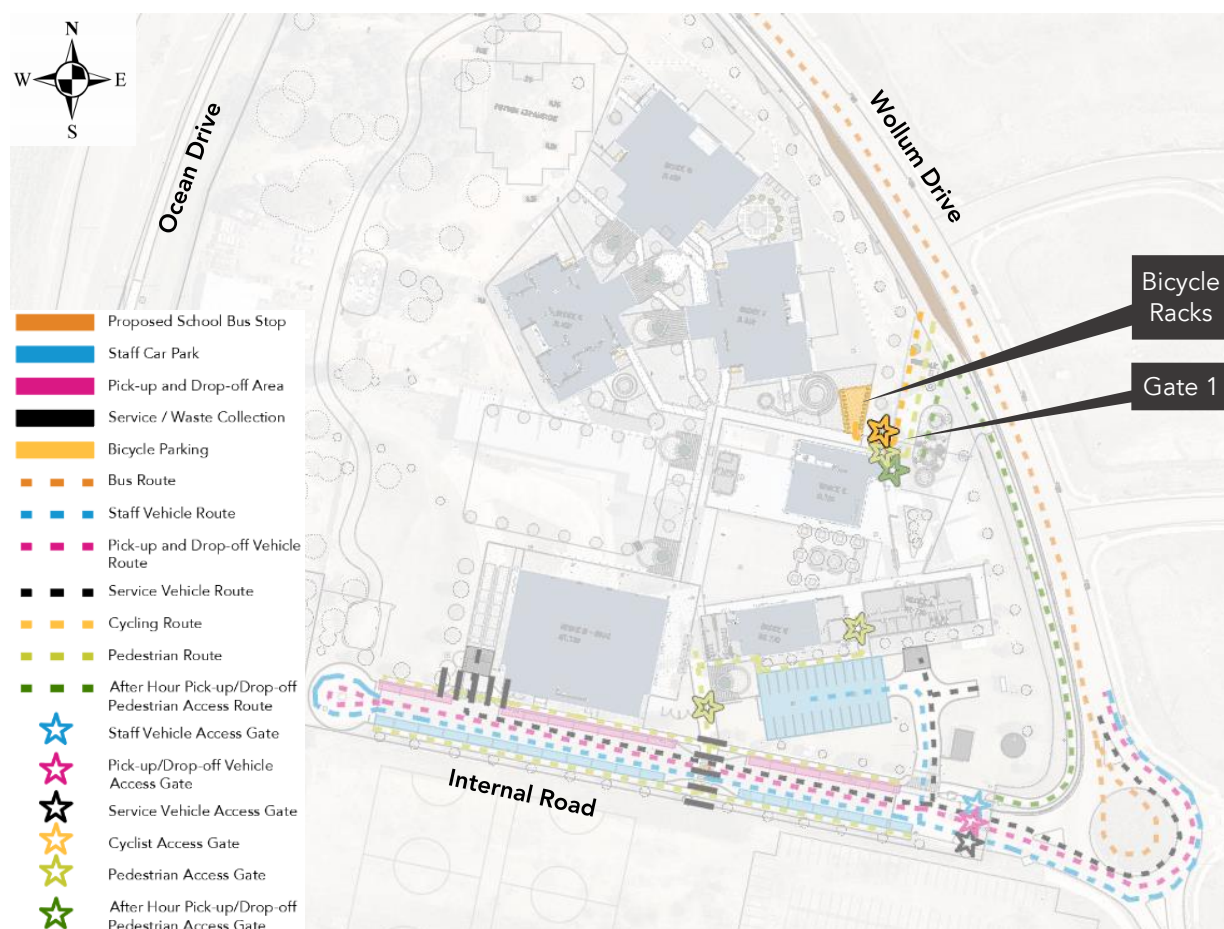 N
W
E
S
Ocean Drive
Wollum Drive
Bicycle
Racks
Gate 1
Internal Road
Proposed School Bus Stop
Staff Car Park
Pick-up and Drop-off Area
Service / Waste Collection
Bicycle Parking
Bus Route
Staff Vehicle Route
Pick-up and Drop-off Vehicle
Route
Service Vehicle Route
Cycling Route
Pedestrian Route
After Hour Pick-up/Drop-off
Pedestrian Access Route
Staff Vehicle Access Gate
Pick-up/Drop-off Vehicle
Access Gate
Service Vehicle Access Gate
Cyclist Access Gate
Pedestrian Access Gate
After Hour Pick-up/Drop-off
Pedestrian Access Gate